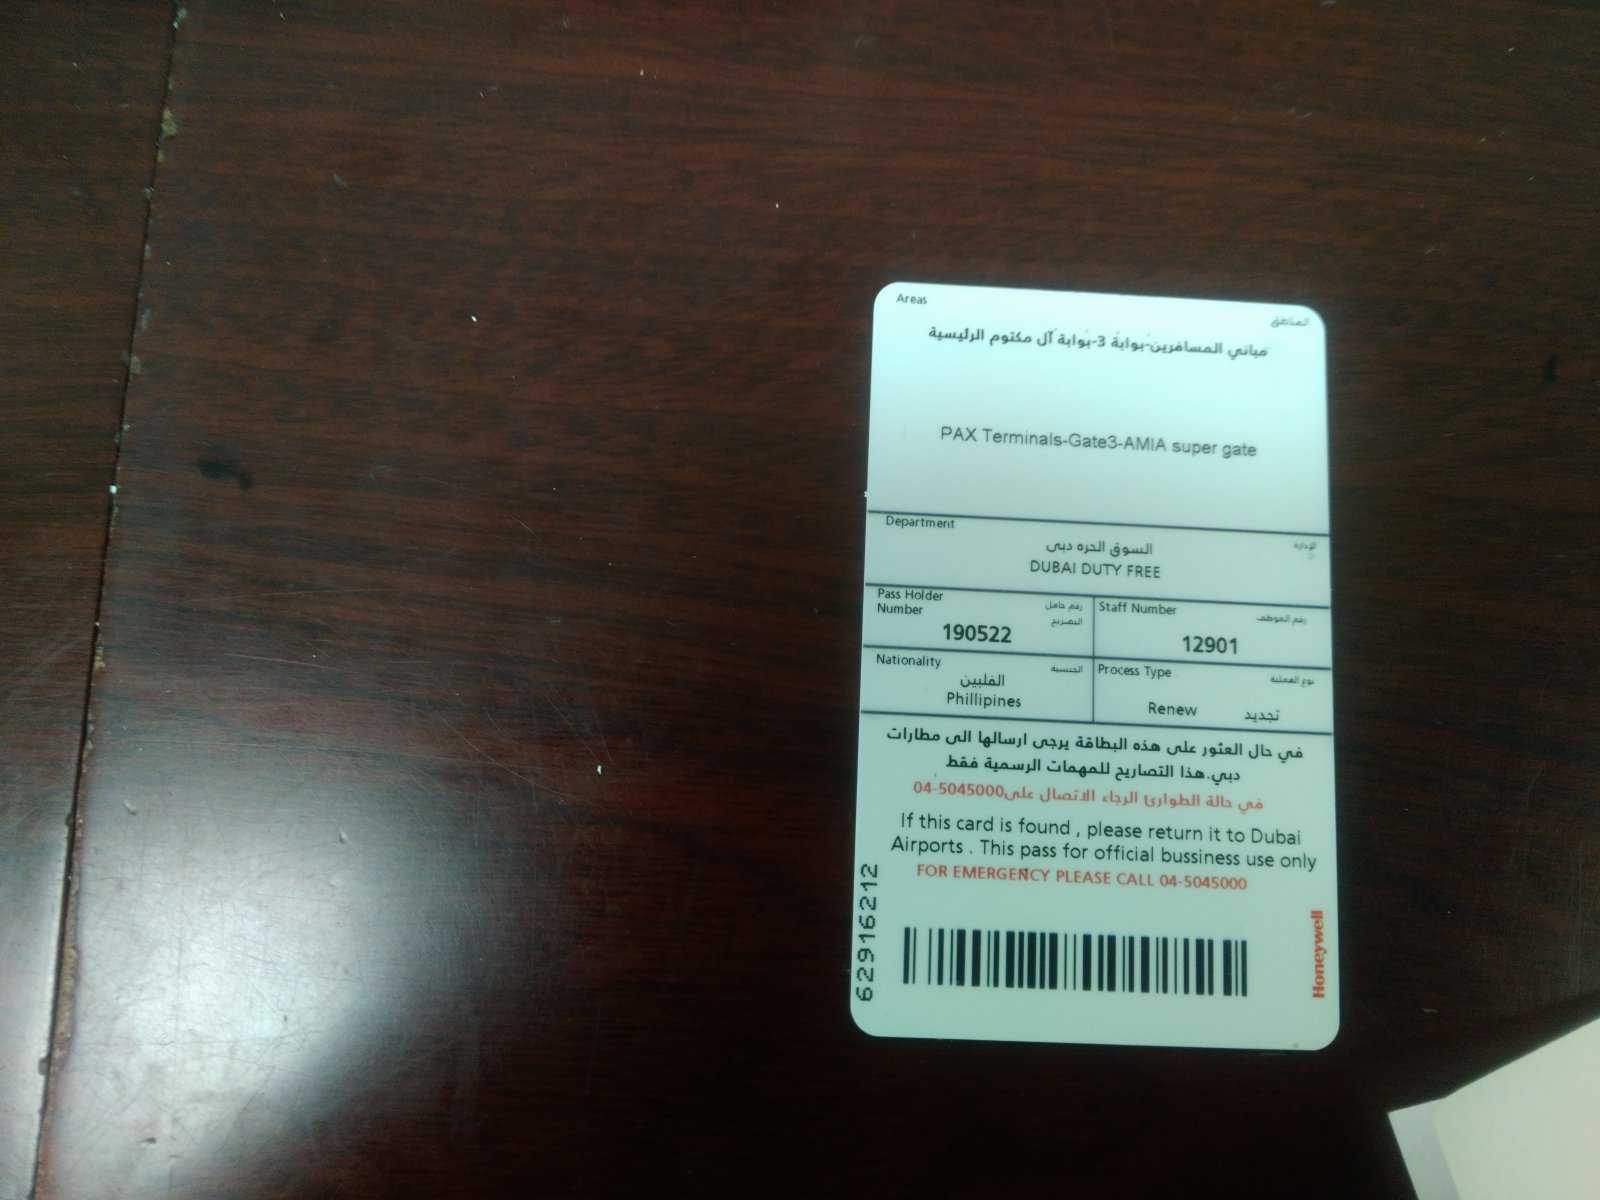 Areas
المناطق
مباني المسافرين-بوابة 3-بوابة آل مكتوم الرئيسية
PAX Terminals-Gate3-AMIA super gate
Department
الإدارة
السوق الحره دبى
DUBAI DUTY FREE
Pass Holder
Number
رقم حامل
التصريح
190522
Staff Number
رقم الموظف
12901
Nationality
الجنسية
الفلبين
Phillipines
Process Type
نوع العملية
Renew تجديد
في حال العثور على هذه البطاقة يرجى ارسالها الى مطارات
دبي.هذا التصاريح للمهمات الرسمية فقط
في حالة الطوارئ الرجاء الاتصال على04-5045000
If this card is found , please return it to Dubai
Airports . This pass for official bussiness use only
FOR EMERGENCY PLEASE CALL 04-5045000
62916212
Honeywell